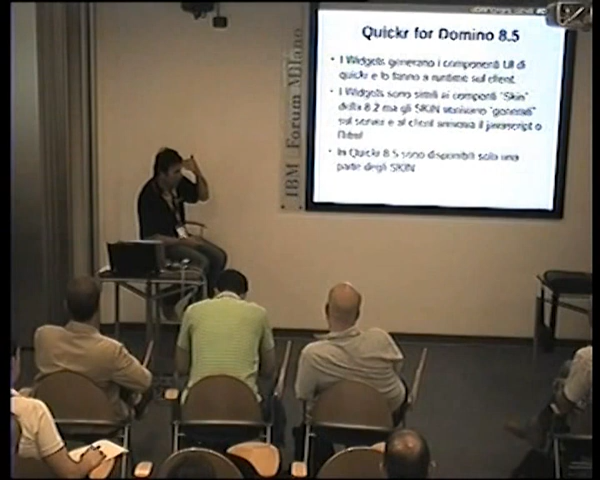 Quickr for Domino 8.5
• I Widgets generano i componenti UI di
quickr e lo fanno a runtime sul client.
• I Widgets sono simili ai componti "Skin"
della 8.2 ma gli SKIN venivano "generati"
sul server e al client arrivava il javascript o
l'html
• In Quickr 8.5 sono disponibili solo una
parte degli SKIN
IBM Forum Milano